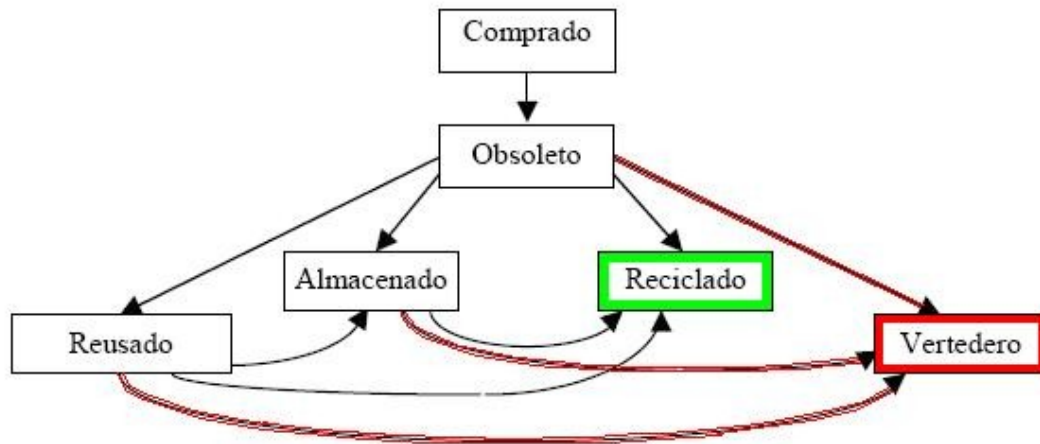 Comprado
Obsoleto
Almacenado
Reciclado
Reusado
Vertedero